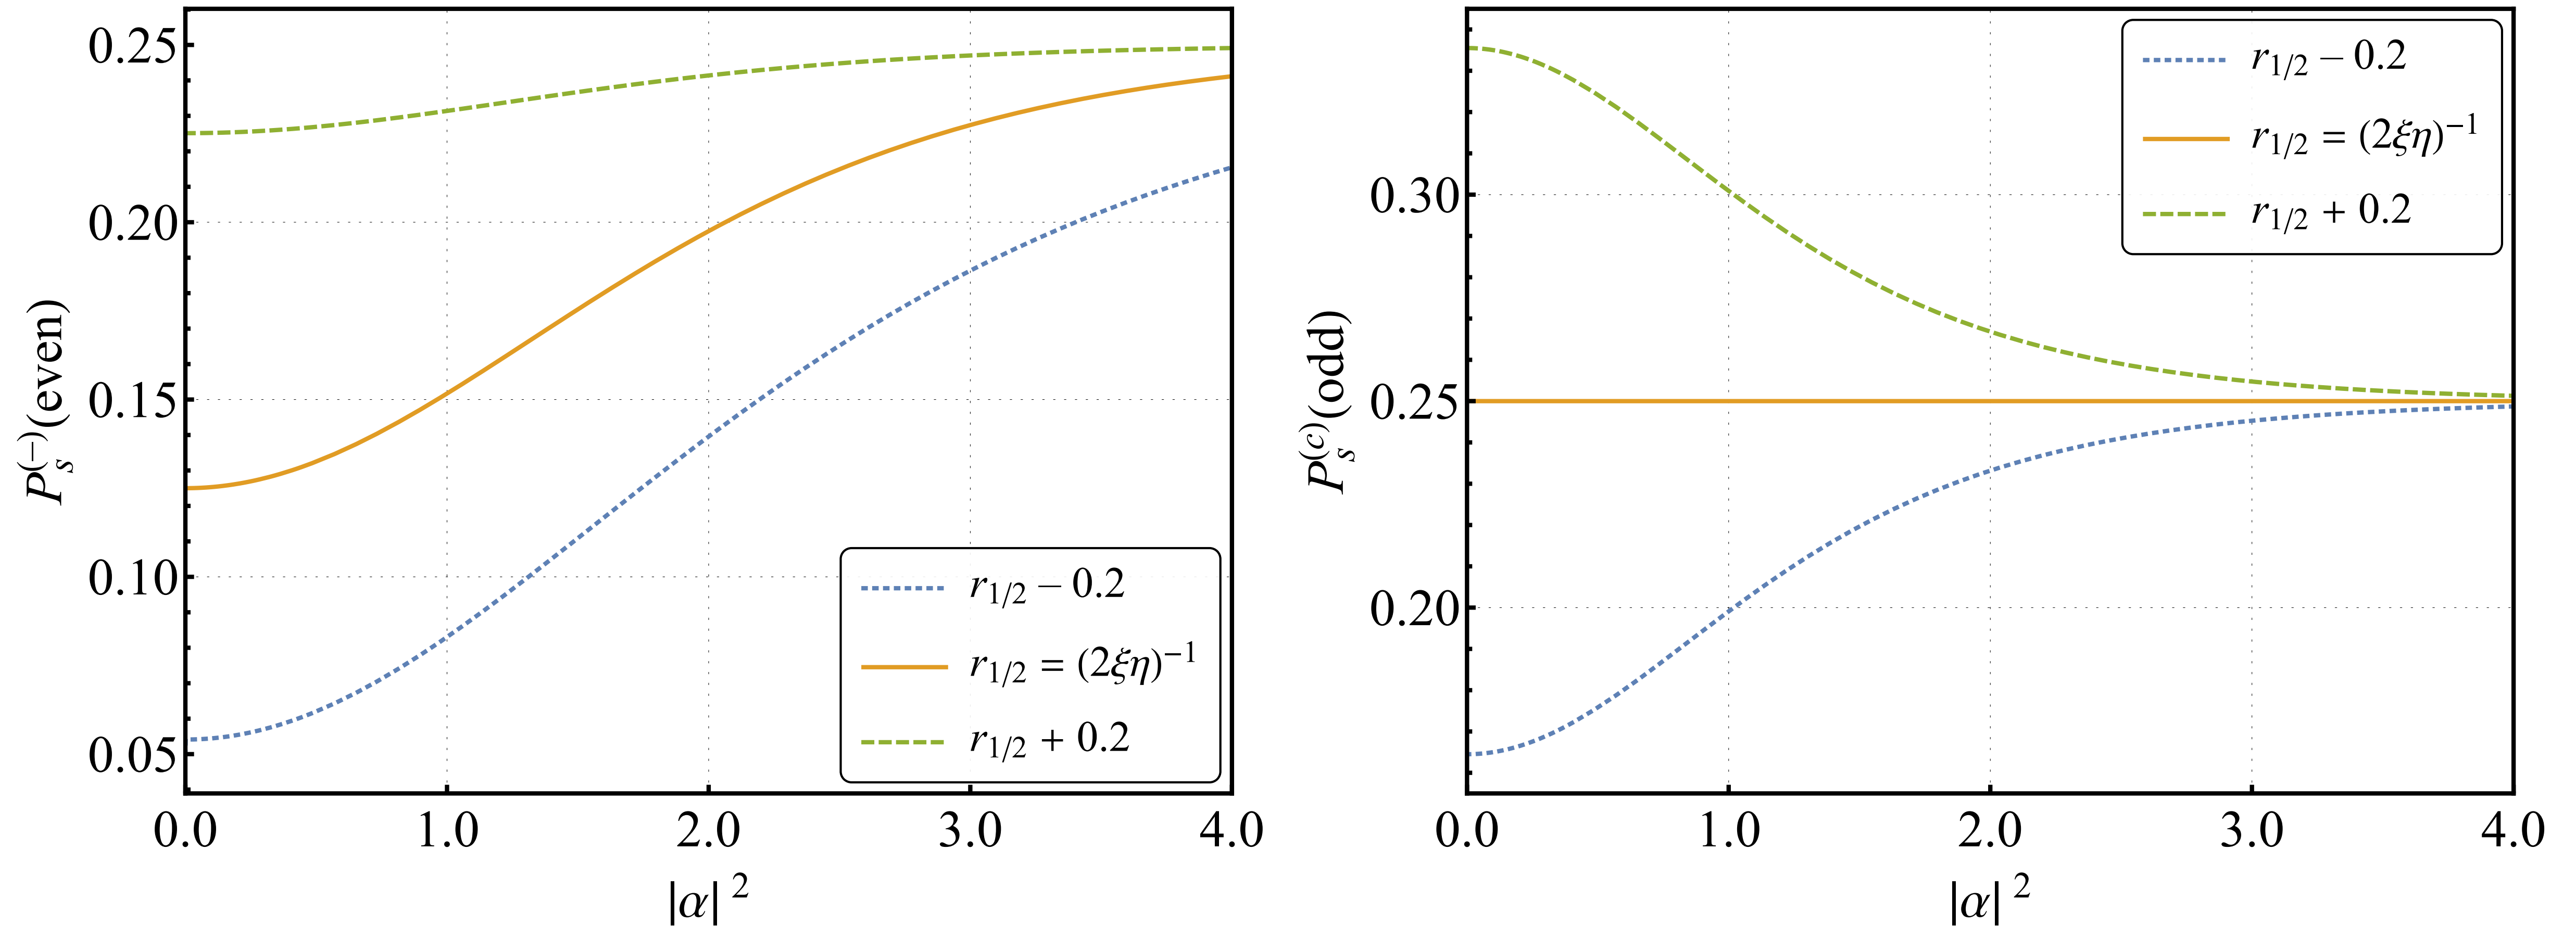 P_s^(−)(even)
0.25
0.20
0.15
0.10
0.05
r_{1/2} − 0.2
r_{1/2} = (2ξη)^{−1}
r_{1/2} + 0.2
0.0 1.0 2.0 3.0 4.0
|α|^2
P_s^(c)(odd)
0.30
0.25
0.20
r_{1/2} − 0.2
r_{1/2} = (2ξη)^{−1}
r_{1/2} + 0.2
0.0 1.0 2.0 3.0 4.0
|α|^2